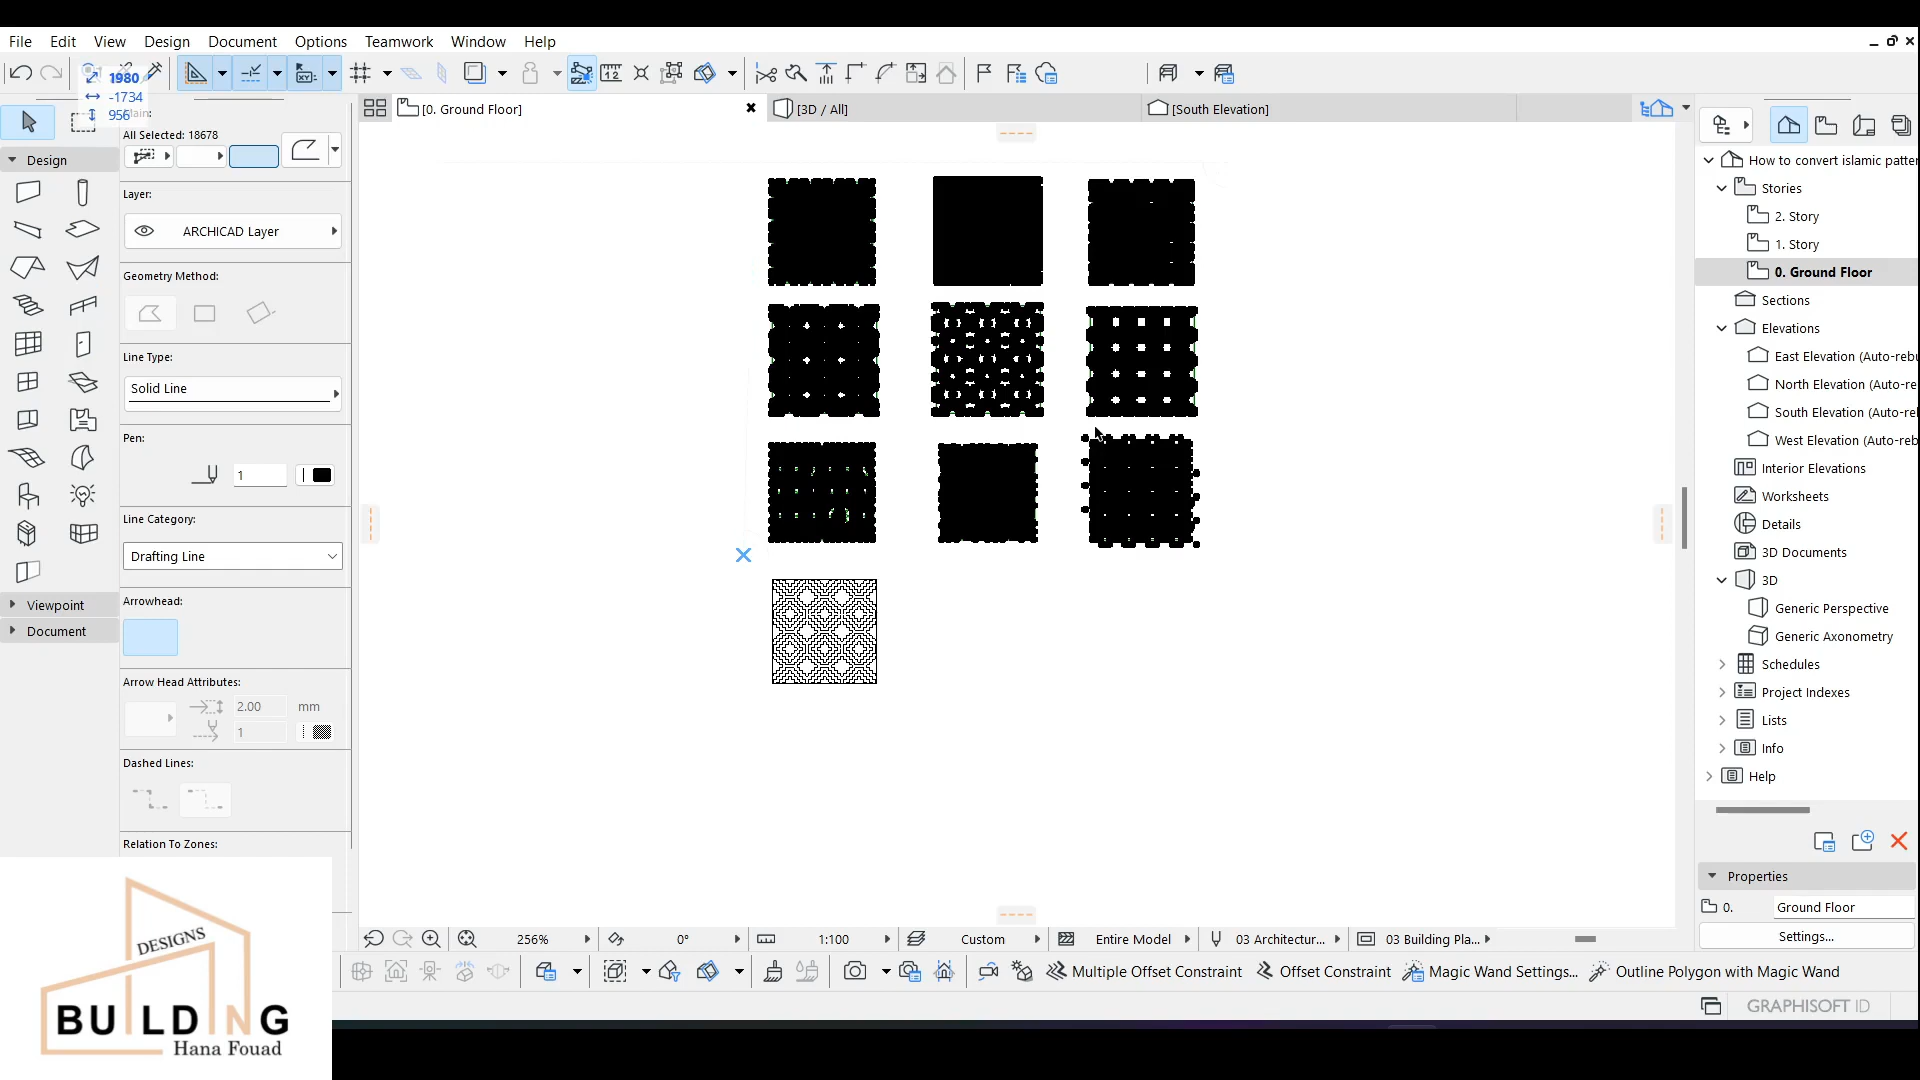 File Edit View Design Document Options Teamwork Window Help
1980
-1734
956
All Selected: 18678
[0. Ground Floor]
[3D / All]
[South Elevation]
Design
Layer:
ARCHICAD Layer
Geometry Method:
Line Type:
Solid Line
Pen:
1
Line Category:
Drafting Line
Viewpoint
Document
Arrowhead:
Arrow Head Attributes:
2.00 mm
1
Dashed Lines:
Relation To Zones:
How to convert islamic patter
Stories
2. Story
1. Story
0. Ground Floor
Sections
Elevations
East Elevation (Auto-rebu
North Elevation (Auto-re
South Elevation (Auto-re
West Elevation (Auto-reb
Interior Elevations
Worksheets
Details
3D Documents
3D
Generic Perspective
Generic Axonometry
Schedules
Project Indexes
Lists
Info
Help
Properties
0. Ground Floor
Settings...
256% 0° 1:100 Custom Entire Model 03 Architectur... 03 Building Pla...
Multiple Offset Constraint Offset Constraint Magic Wand Settings... Outline Polygon with Magic Wand
GRAPHISOFT ID
DESIGNS
BUILDING
Hana Fouad